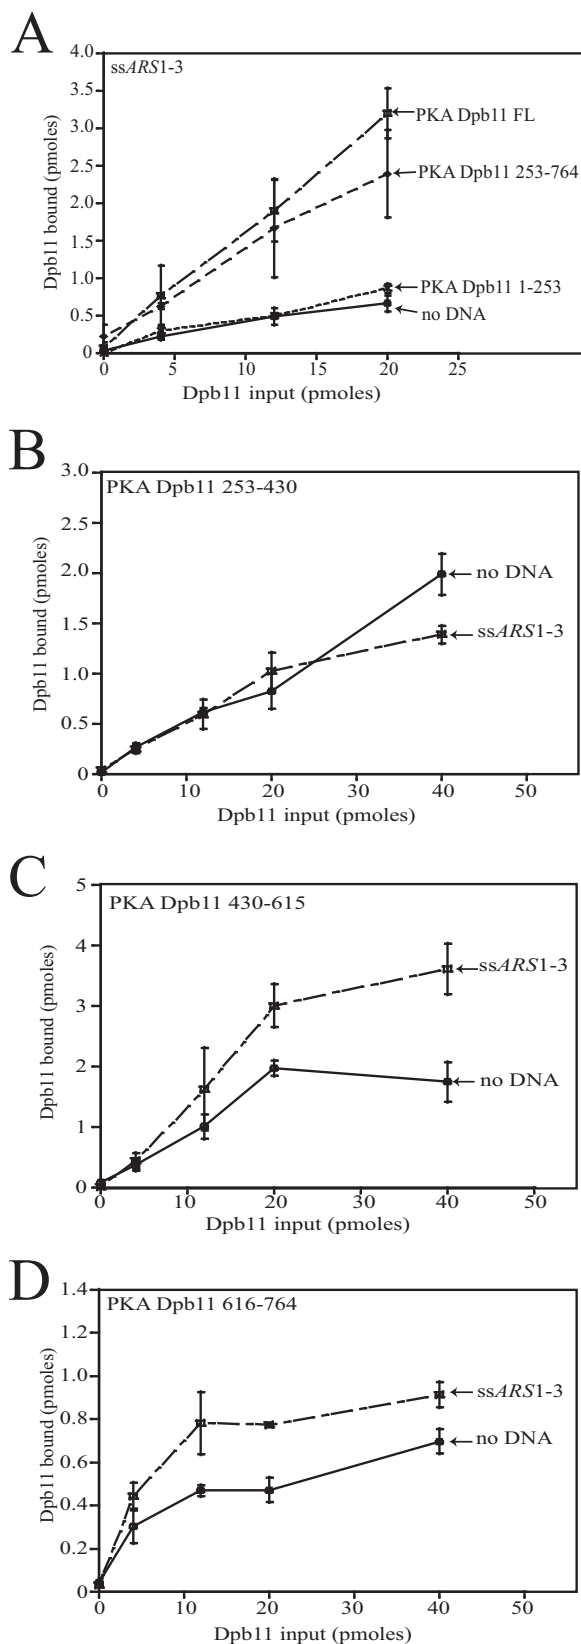 A
ssARS1-3
4.0
3.5
3.0
2.5
2.0
1.5
1.0
0.5
0
Dpb11 bound (pmoles)
PKA Dpb11 FL
PKA Dpb11 253-764
PKA Dpb11 1-253
no DNA
0 5 10 15 20 25
Dpb11 input (pmoles)
B
PKA Dpb11 253-430
3.0
2.5
2.0
1.5
1.0
0.5
0
Dpb11 bound (pmoles)
no DNA
ssARS1-3
0 10 20 30 40 50
Dpb11 input (pmoles)
C
PKA Dpb11 430-615
5
4
3
2
1
0
Dpb11 bound (pmoles)
ssARS1-3
no DNA
0 10 20 30 40 50
Dpb11 input (pmoles)
D
PKA Dpb11 616-764
1.4
1.2
1.0
0.8
0.6
0.4
0.2
0
Dpb11 bound (pmoles)
ssARS1-3
no DNA
0 10 20 30 40 50
Dpb11 input (pmoles)